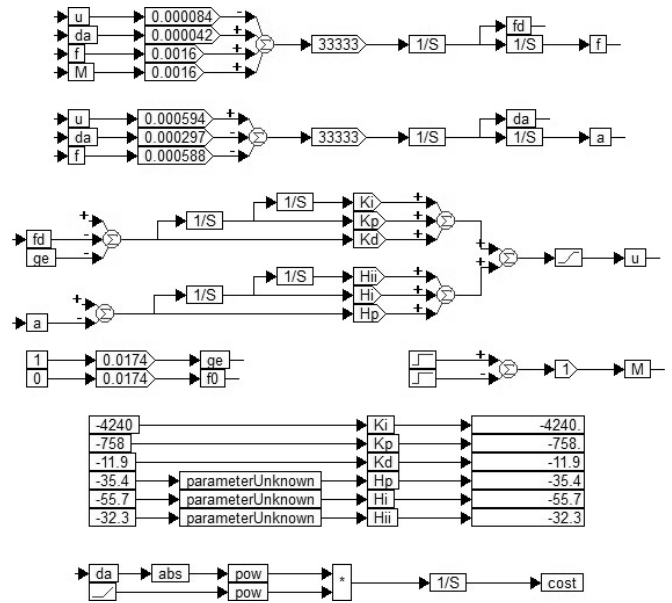 u 0.000084 - fd
da 0.000042 + Σ 33333 1/S 1/S f
f 0.0016 +
M 0.0016 +
u 0.000594 + da
da 0.000297 - Σ 33333 1/S 1/S a
f 0.000588 -
1/S Ki +
+ 1/S Kp + Σ
fd - Σ Kd + +
ge - Σ u
1/S Hii + +
+ 1/S Hi + Σ
a - Σ Hp +
1 0.0174 ge + Σ 1 M
0 0.0174 f0 -
-4240 Ki -4240.
-758 Kp -758.
-11.9 Kd -11.9
-35.4 parameterUnknown Hp -35.4
-55.7 parameterUnknown Hi -55.7
-32.3 parameterUnknown Hii -32.3
da abs pow * 1/S cost
pow